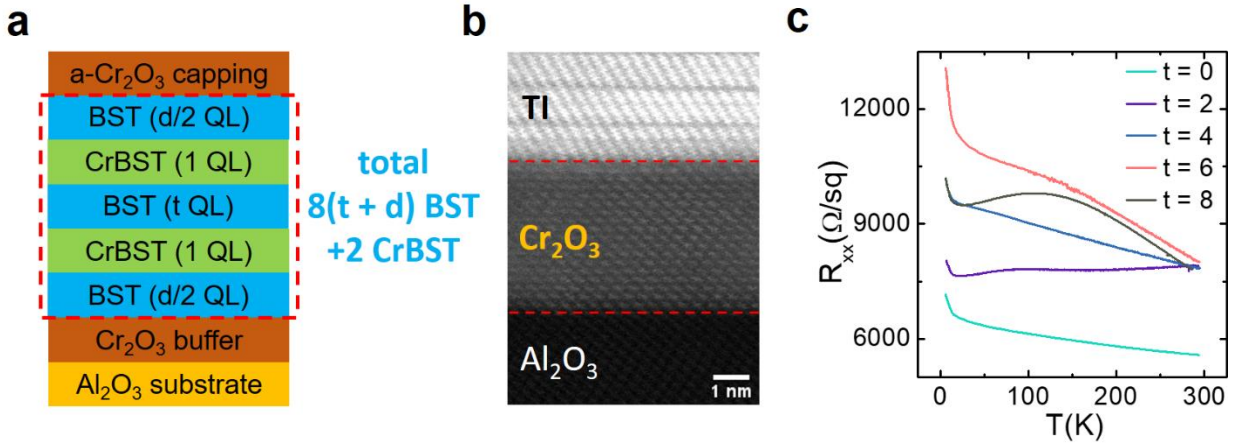 a
a-Cr₂O₃ capping
BST (d/2 QL)
CrBST (1 QL)
BST (t QL)
CrBST (1 QL)
BST (d/2 QL)
Cr₂O₃ buffer
Al₂O₃ substrate
total
8(t + d) BST
+2 CrBST
b
TI
Cr₂O₃
Al₂O₃
1 nm
c
t = 0
t = 2
t = 4
t = 6
t = 8
12000
9000
6000
Rₓₓ(Ω/sq)
0 100 200 300
T(K)